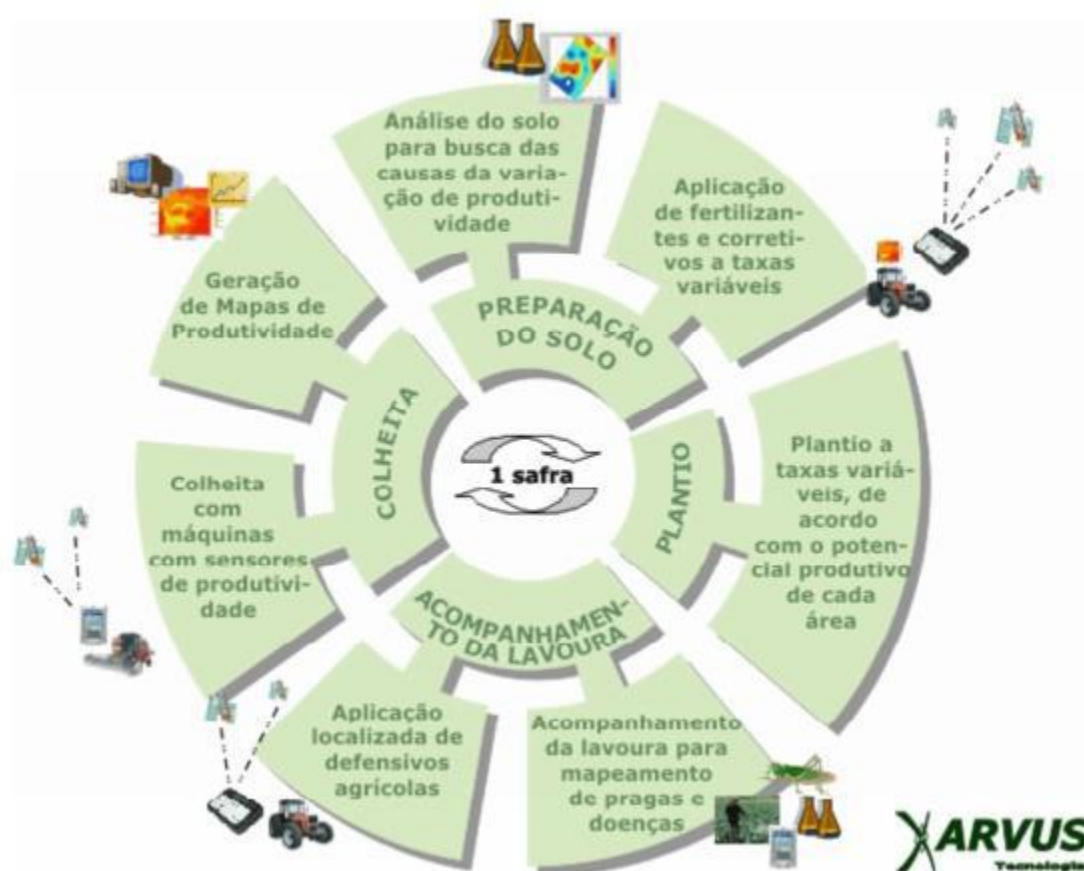 Análise do solo
para busca das
causas da varia-
ção de produti-
vidade
Aplicação
de fertilizan-
tes e correti-
vos a taxas
variáveis
PREPARAÇÃO
DO SOLO
Geração
de Mapas de
Produtividade
COLHEITA
1 safra
PLANTIO
Plantio a
taxas variá-
veis, de
acordo
com o poten-
cial produtivo
de cada
área
Colheita
com
máquinas
com sensores
de produtivi-
dade
ACOMPANHAMEN-
TO DA LAVOURA
Aplicação
localizada de
defensivos
agrícolas
Acompanhamento
da lavoura para
mapeamento
de pragas e
doenças
ARVUS
Tecnologia